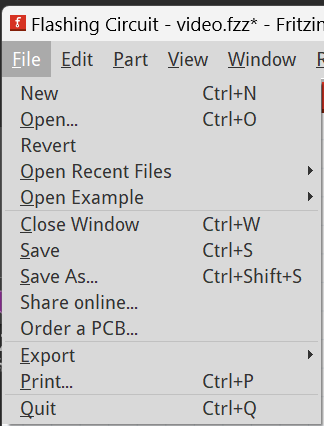 Flashing Circuit - video.fzz* - Fritzin
File Edit Part View Window
New Ctrl+N
Open... Ctrl+O
Revert
Open Recent Files
Open Example
Close Window Ctrl+W
Save Ctrl+S
Save As... Ctrl+Shift+S
Share online...
Order a PCB...
Export
Print... Ctrl+P
Quit Ctrl+Q